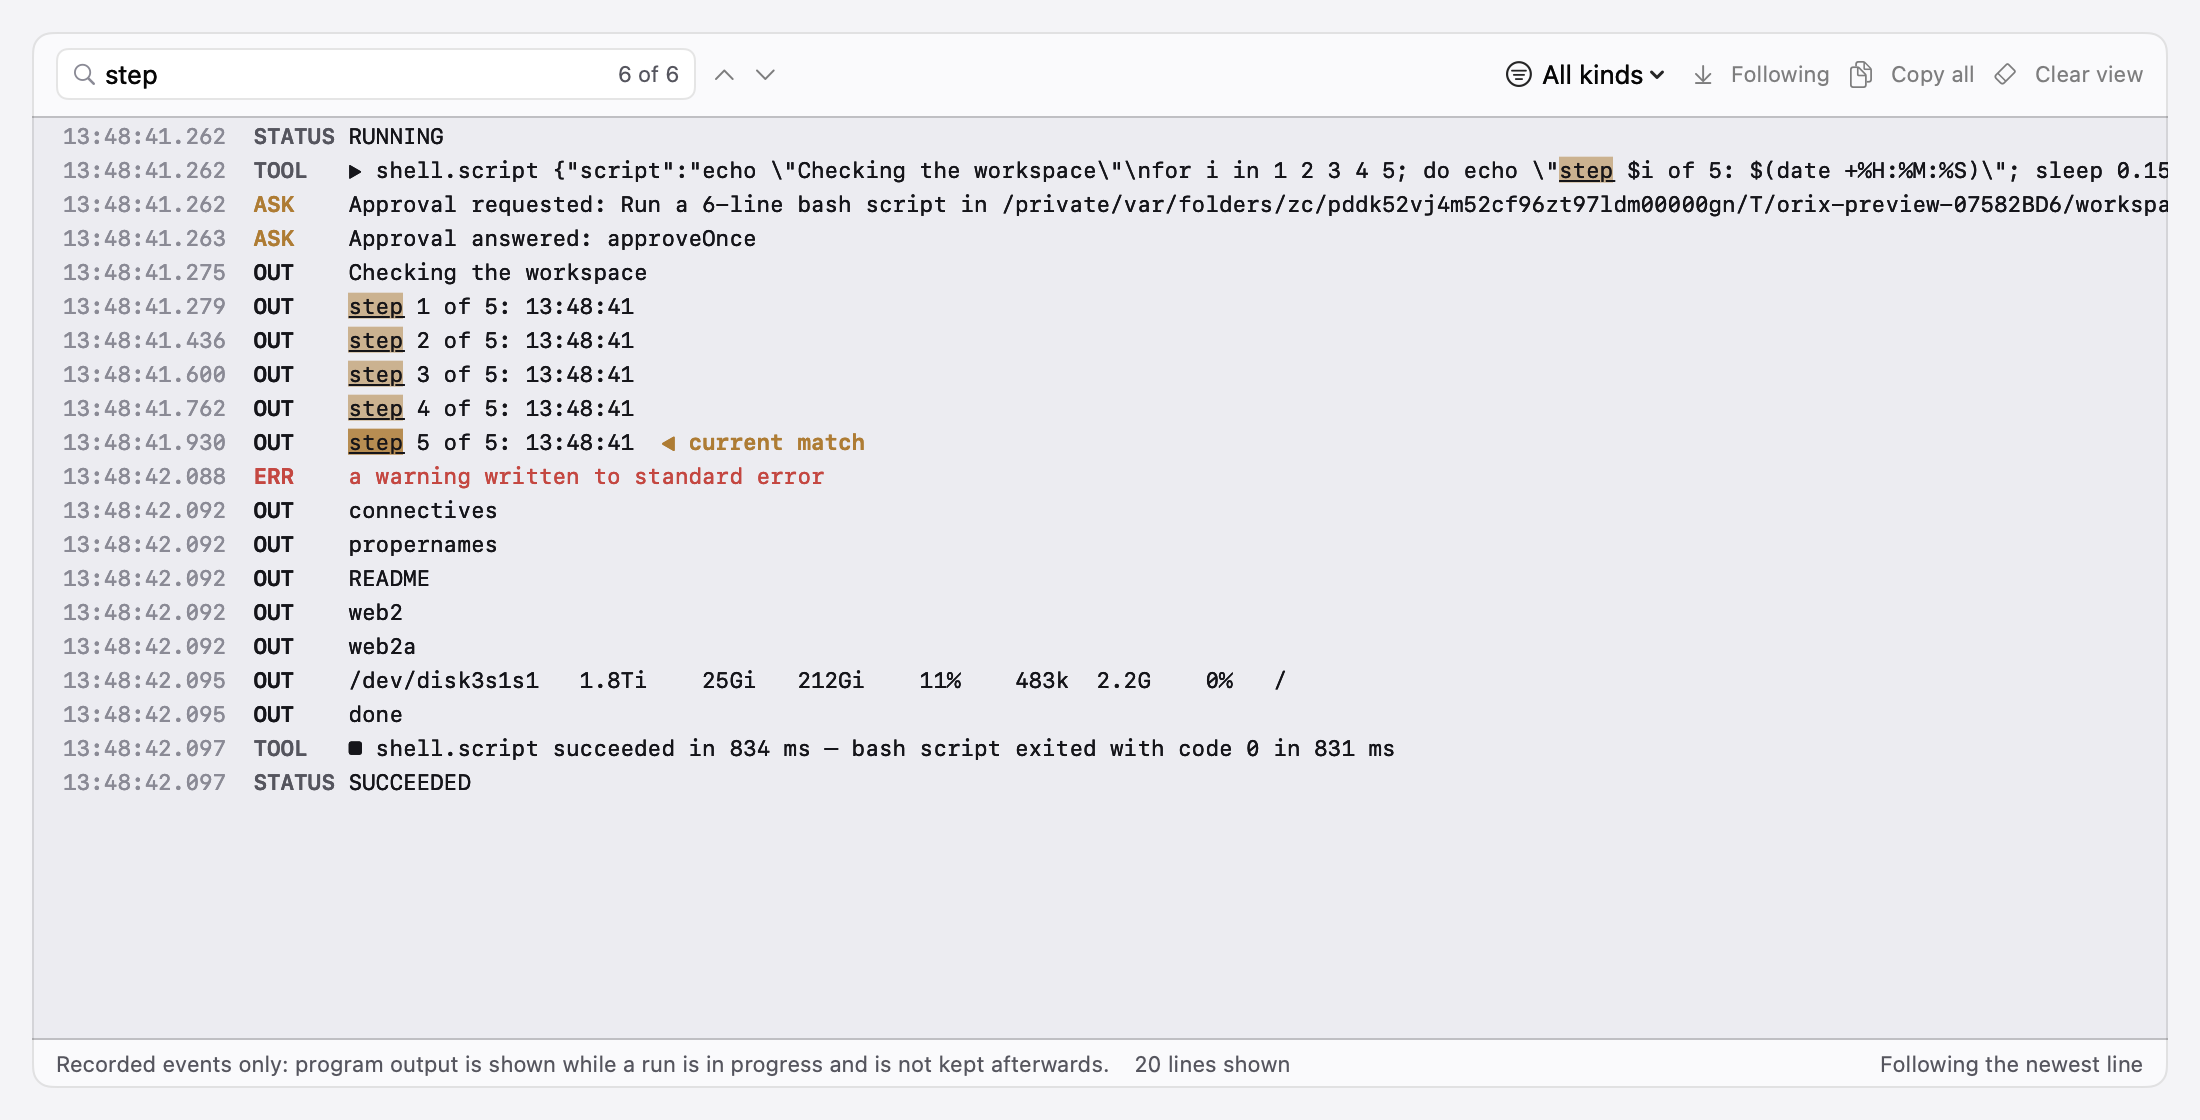 step 6 of 6 All kinds Following Copy all Clear view
13:48:41.262 STATUS RUNNING
13:48:41.262 TOOL ▶ shell.script {"script":"echo \"Checking the workspace\"\nfor i in 1 2 3 4 5; do echo \"step $i of 5: $(date +%H:%M:%S)\"; sleep 0.15
13:48:41.262 ASK Approval requested: Run a 6-line bash script in /private/var/folders/zc/pddk52vj4m52cf96zt97ldm00000gn/T/orix-preview-07582BD6/workspa
13:48:41.263 ASK Approval answered: approveOnce
13:48:41.275 OUT Checking the workspace
13:48:41.279 OUT step 1 of 5: 13:48:41
13:48:41.436 OUT step 2 of 5: 13:48:41
13:48:41.600 OUT step 3 of 5: 13:48:41
13:48:41.762 OUT step 4 of 5: 13:48:41
13:48:41.930 OUT step 5 of 5: 13:48:41 ◀ current match
13:48:42.088 ERR a warning written to standard error
13:48:42.092 OUT connectives
13:48:42.092 OUT propernames
13:48:42.092 OUT README
13:48:42.092 OUT web2
13:48:42.092 OUT web2a
13:48:42.095 OUT /dev/disk3s1s1 1.8Ti 25Gi 212Gi 11% 483k 2.2G 0% /
13:48:42.095 OUT done
13:48:42.097 TOOL ■ shell.script succeeded in 834 ms — bash script exited with code 0 in 831 ms
13:48:42.097 STATUS SUCCEEDED
Recorded events only: program output is shown while a run is in progress and is not kept afterwards. 20 lines shown Following the newest line